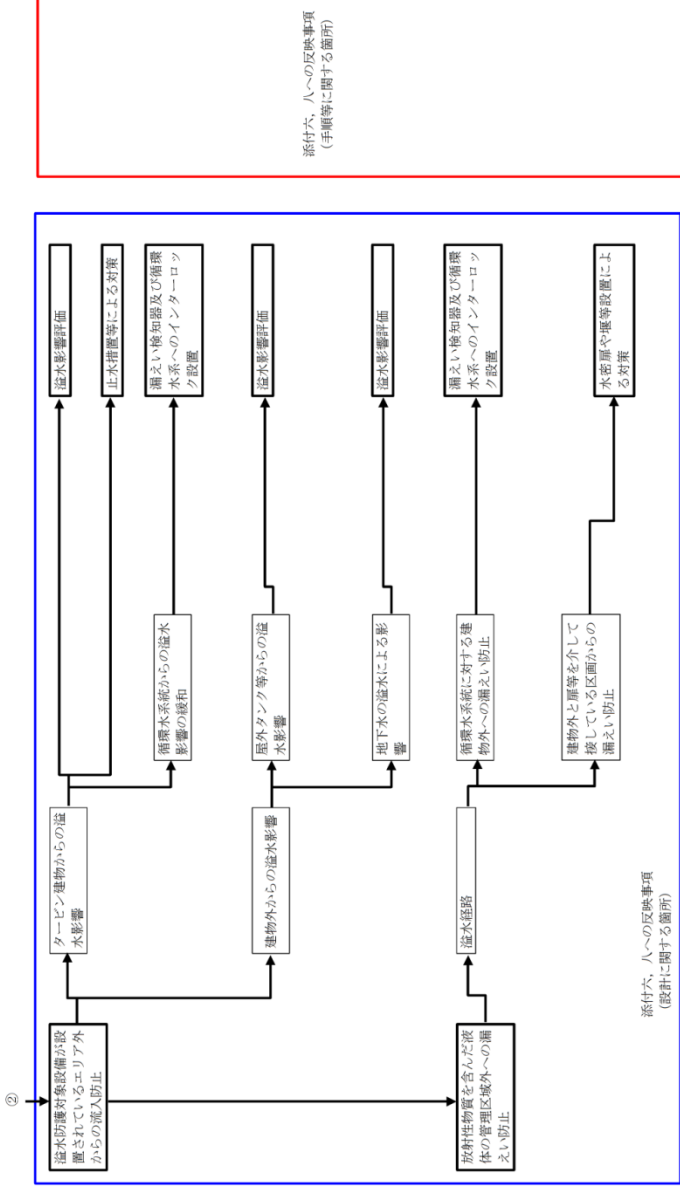 ②
溢水防護対象設備が設
置されているエリア外
からの流入防止
タービン建物からの溢
水影響
溢水影響評価
止水措置等による対策
循環水系統からの溢水
影響の緩和
漏えい検知器及び循環
水系へのインターロッ
ク設置
建物外からの溢水影響
屋外タンク等からの溢
水影響
溢水影響評価
地下水の溢水による影
響
溢水影響評価
放射性物質を含んだ液
体の管理区域外への漏
えい防止
溢水経路
循環水系統に対する建
物外への漏えい防止
漏えい検知器及び循環
水系へのインターロッ
ク設置
建物外と扉等を介して
接している区画からの
漏えい防止
水密扉や堰等設置によ
る対策
添付六,八への反映事項
(設計に関する箇所)
添付六,八への反映事項
(手順等に関する箇所)